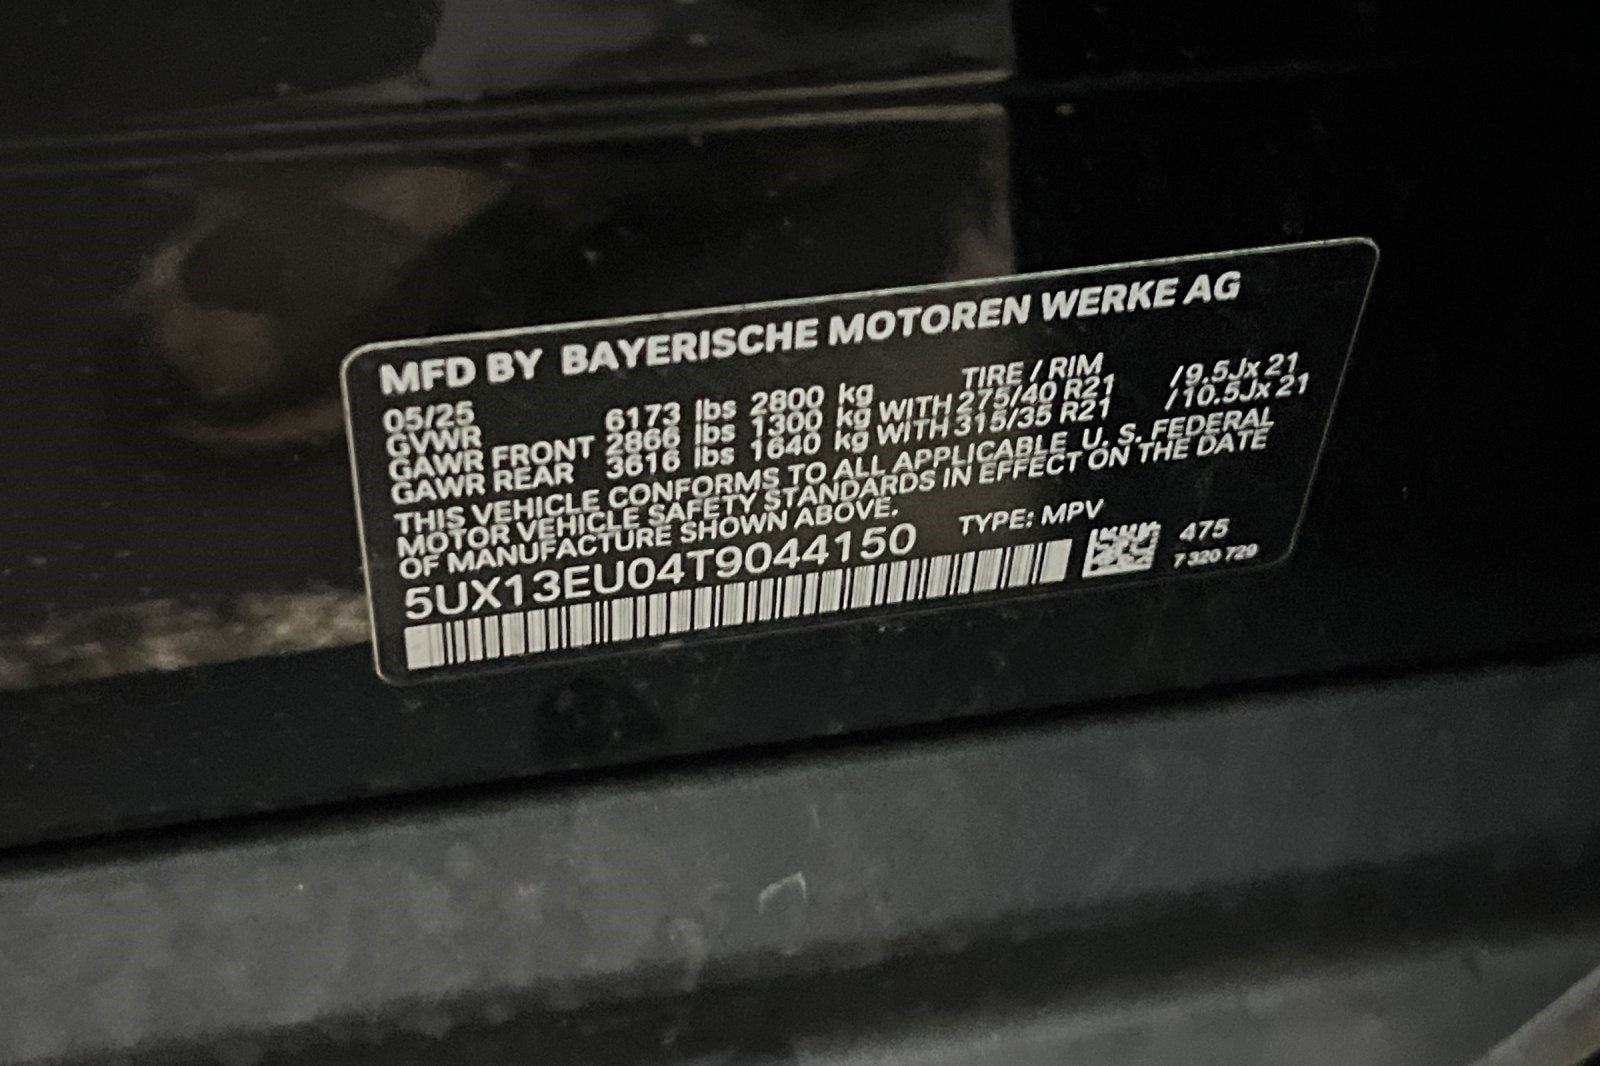 MFD BY BAYERISCHE MOTOREN WERKE AG
05/25 TIRE / RIM
GVWR 6173 lbs 2800 kg
GAWR FRONT 2866 lbs 1300 kg WITH 275/40 R21 /9.5Jx 21
GAWR REAR 3616 lbs 1640 kg WITH 315/35 R21 /10.5Jx 21
THIS VEHICLE CONFORMS TO ALL APPLICABLE U. S. FEDERAL
MOTOR VEHICLE SAFETY STANDARDS IN EFFECT ON THE DATE
OF MANUFACTURE SHOWN ABOVE.
5UX13EU04T9044150 TYPE: MPV
475
7 320 729